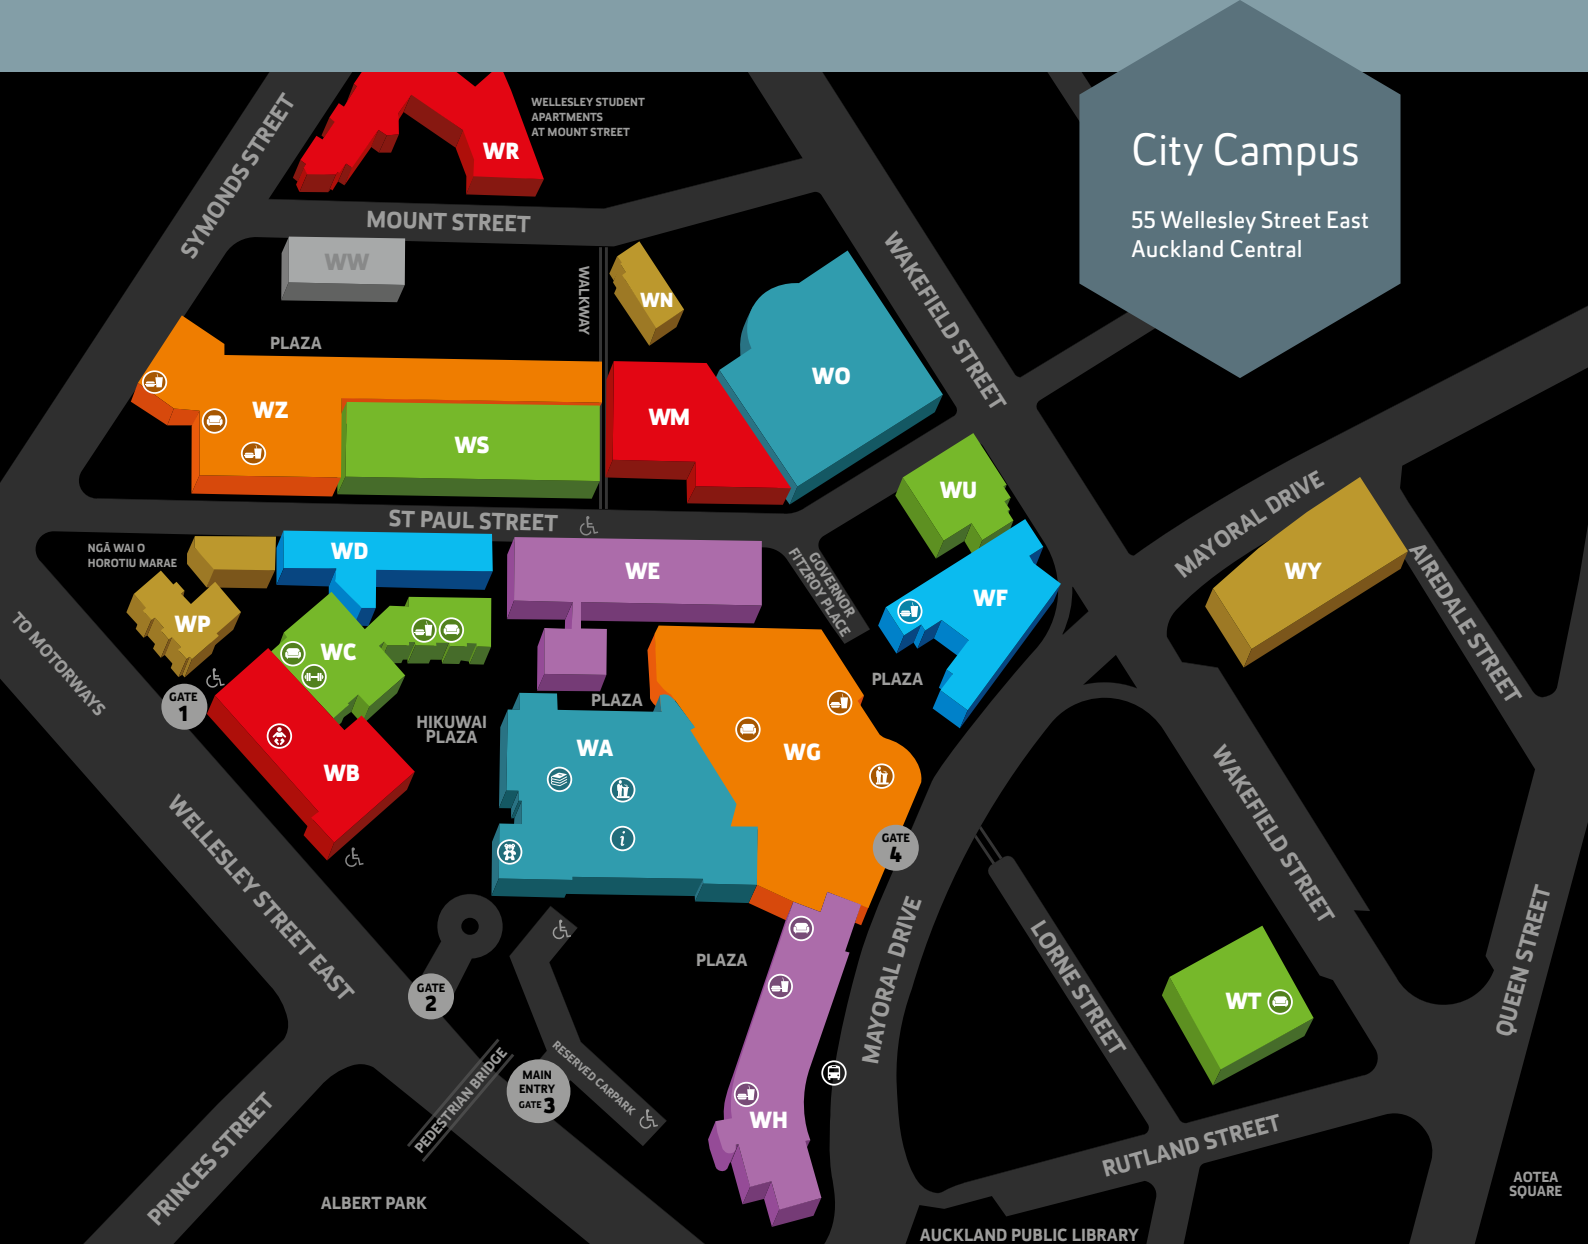 City Campus
55 Wellesley Street East
Auckland Central
WELLESLEY STUDENT
APARTMENTS
AT MOUNT STREET
WR
SYMONDS STREET
MOUNT STREET
WW
WALKWAY
WN
WAKEFIELD STREET
PLAZA
WO
WZ
WM
WS
WU
ST PAUL STREET
MAYORAL DRIVE
NGĀ WAI O
HOROTIU MARAE
WD
WE
GOVERNOR
FITZROY PLACE
WF
WY
AIREDALE STREET
WP
TO MOTORWAYS
WC
PLAZA
GATE
1
PLAZA
HIKUWAI
PLAZA
WA
WG
WB
WAKEFIELD STREET
WELLESLEY STREET EAST
i
GATE
4
MAYORAL DRIVE
LORNE STREET
QUEEN STREET
PLAZA
GATE
2
WT
PEDESTRIAN BRIDGE
MAIN
ENTRY
GATE 3
RESERVED CARPARK
WH
PRINCES STREET
RUTLAND STREET
ALBERT PARK
AOTEA
SQUARE
AUCKLAND PUBLIC LIBRARY